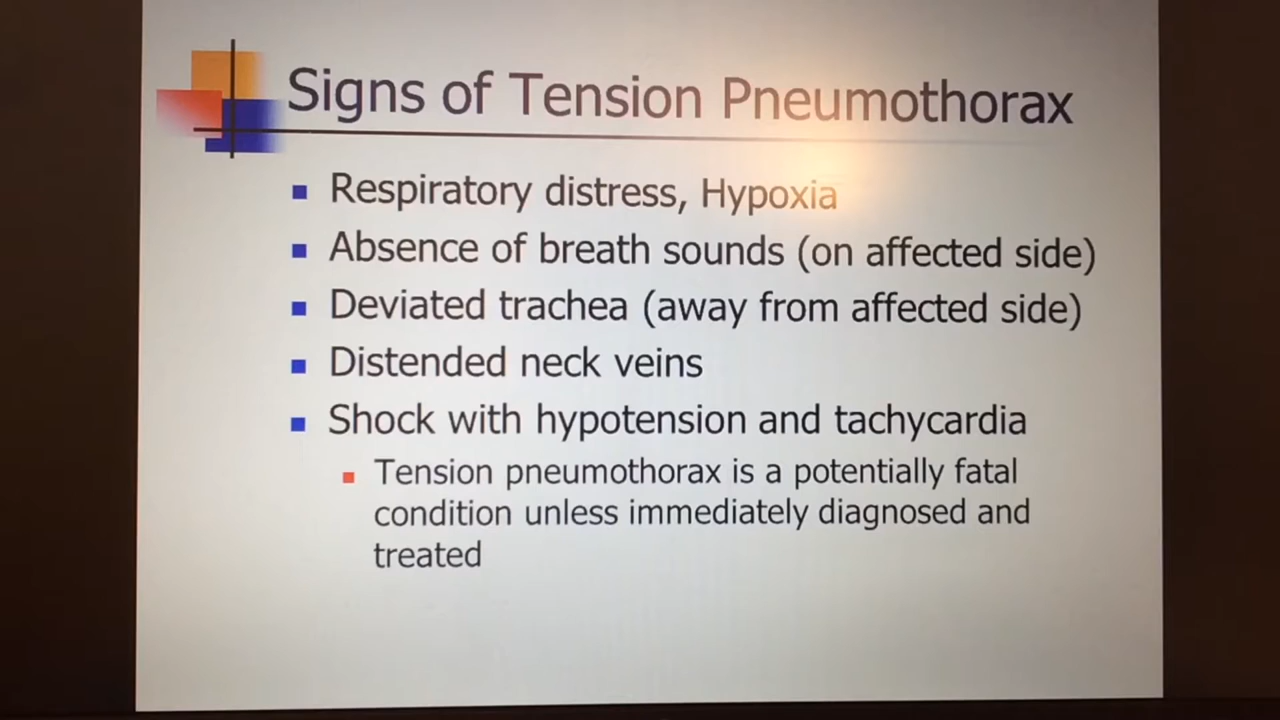 Signs of Tension Pneumothorax
Respiratory distress, Hypoxia
Absence of breath sounds (on affected side)
Deviated trachea (away from affected side)
Distended neck veins
Shock with hypotension and tachycardia
Tension pneumothorax is a potentially fatal
condition unless immediately diagnosed and
treated